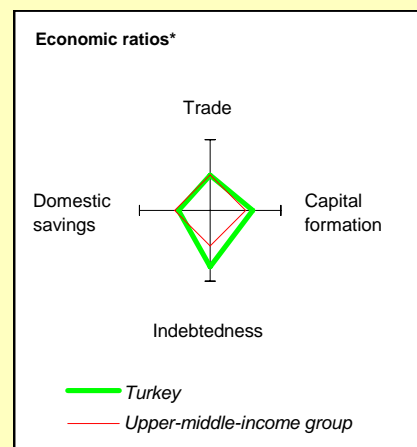 Economic ratios*
Trade
Domestic
savings
Capital
formation
Indebtedness
Turkey
Upper-middle-income group